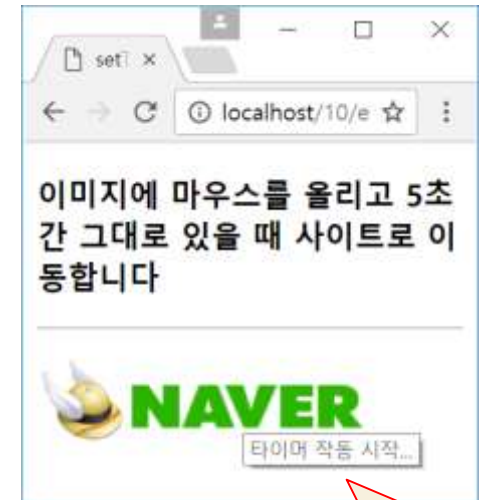 setT
localhost/10/e
이미지에 마우스를 올리고 5초
간 그대로 있을 때 사이트로 이
동합니다
NAVER
타이머 작동 시작...